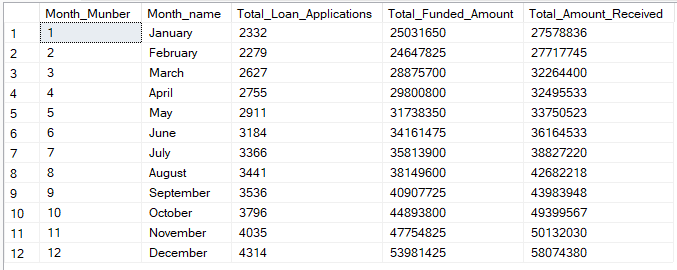 Month_Munber Month_name Total_Loan_Applications Total_Funded_Amount Total_Amount_Received
1 1 January 2332 25031650 27578836
2 2 February 2279 24647825 27717745
3 3 March 2627 28875700 32264400
4 4 April 2755 29800800 32495533
5 5 May 2911 31738350 33750523
6 6 June 3184 34161475 36164533
7 7 July 3366 35813900 38827220
8 8 August 3441 38149600 42682218
9 9 September 3536 40907725 43983948
10 10 October 3796 44893800 49399567
11 11 November 4035 47754825 50132030
12 12 December 4314 53981425 58074380